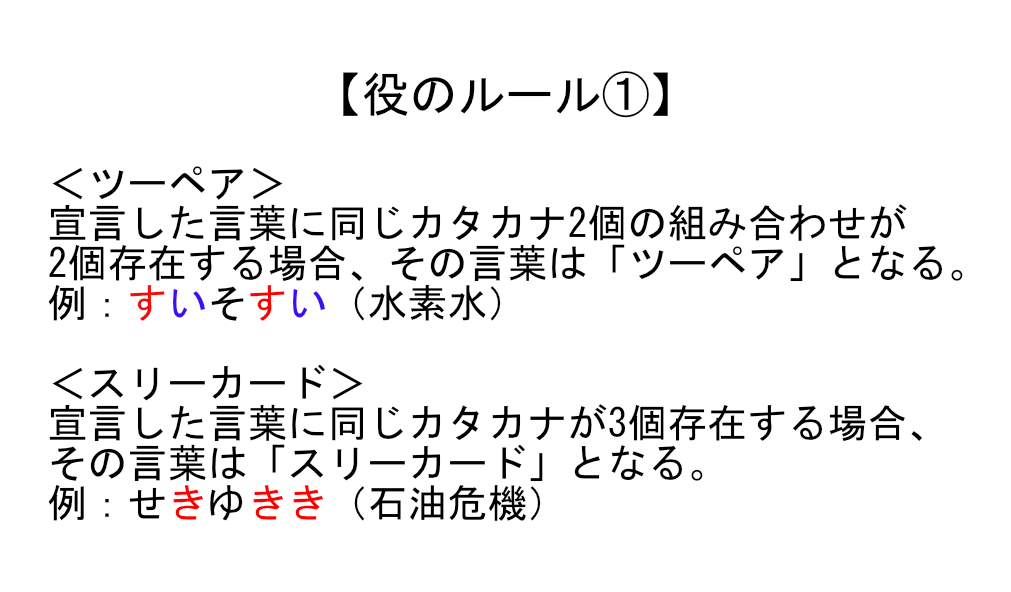 【役のルール①】
＜ツーペア＞
宣言した言葉に同じカタカナ2個の組み合わせが
2個存在する場合、その言葉は「ツーペア」となる。
例：すいそすい（水素水）
＜スリーカード＞
宣言した言葉に同じカタカナが3個存在する場合、
その言葉は「スリーカード」となる。
例：せきゆきき（石油危機）